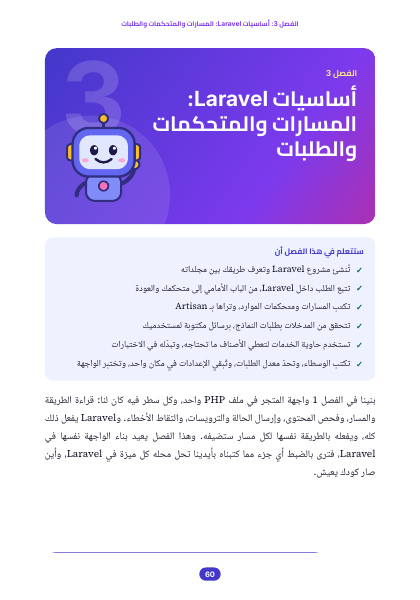 الفصل 3: أساسيات Laravel: المسارات والمتحكمات والطلبات
3
الفصل 3
أساسيات Laravel:
المسارات والمتحكمات
والطلبات
ستتعلم في هذا الفصل أن
✓ تُنشئ مشروع Laravel وتعرف طريقك بين مجلداته
✓ تتبع الطلب داخل Laravel، من الباب الأمامي إلى متحكمك والعودة
✓ تكتب المسارات ومتحكمات الموارد، وتراها بـ Artisan
✓ تتحقق من المدخلات بطلبات النماذج، برسائل مكتوبة لمستخدميك
✓ تستخدم حاوية الخدمات لتعطي الأصناف ما تحتاجه، وتبدّله في الاختبارات
✓ تكتب الوسطاء، وتحدّ معدل الطلبات، وتُبقي الإعدادات في مكان واحد، وتختبر الواجهة
بنينا في الفصل 1 واجهة المتجر في ملف PHP واحد، وكل سطر فيه كان لنا: قراءة الطريقة
والمسار، وفحص المحتوى، وإرسال الحالة والترويسات، والتقاط الأخطاء. وLaravel يفعل ذلك
كله، ويفعله بالطريقة نفسها لكل مسار ستضيفه. وهذا الفصل يعيد بناء الواجهة نفسها في
Laravel، فترى بالضبط أي جزء مما كتبناه بأيدينا تحل محله كل ميزة في Laravel، وأين
صار كودك يعيش.
60